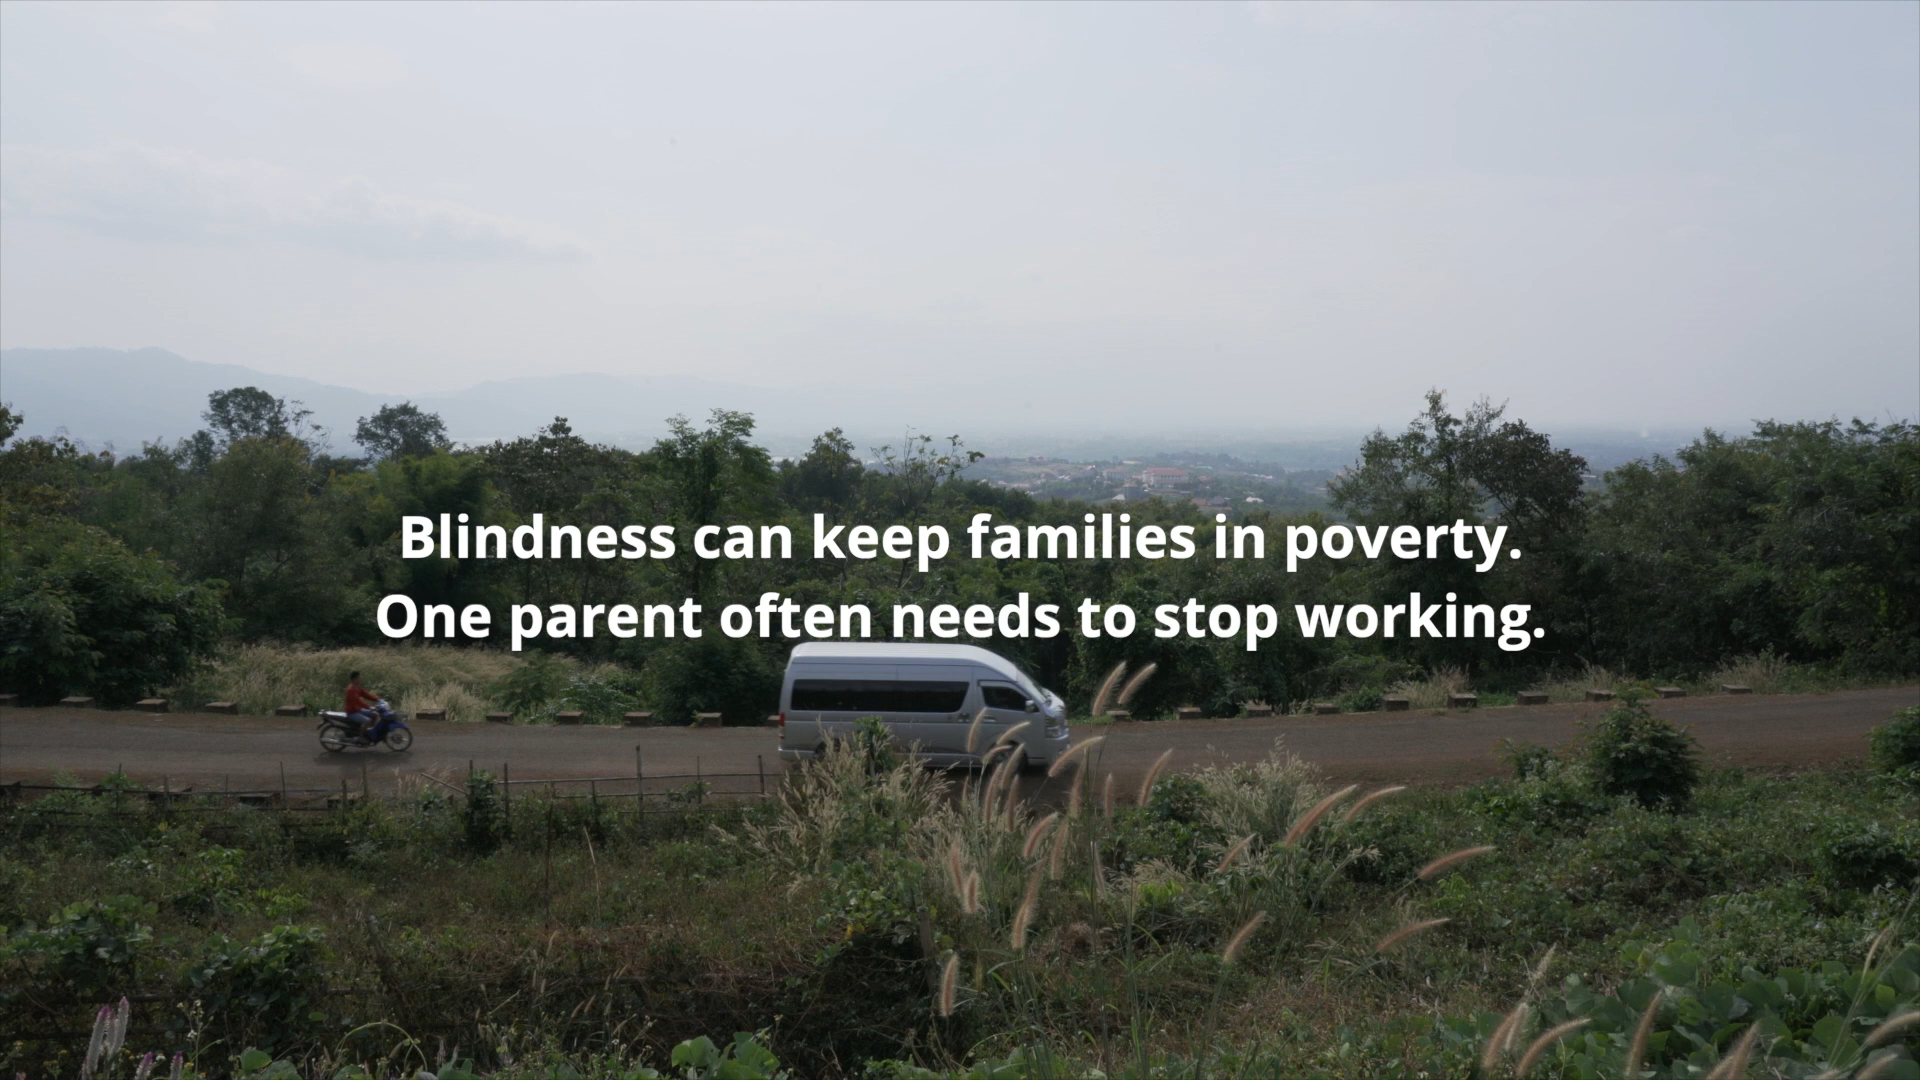 Blindness can keep families in poverty.
One parent often needs to stop working.